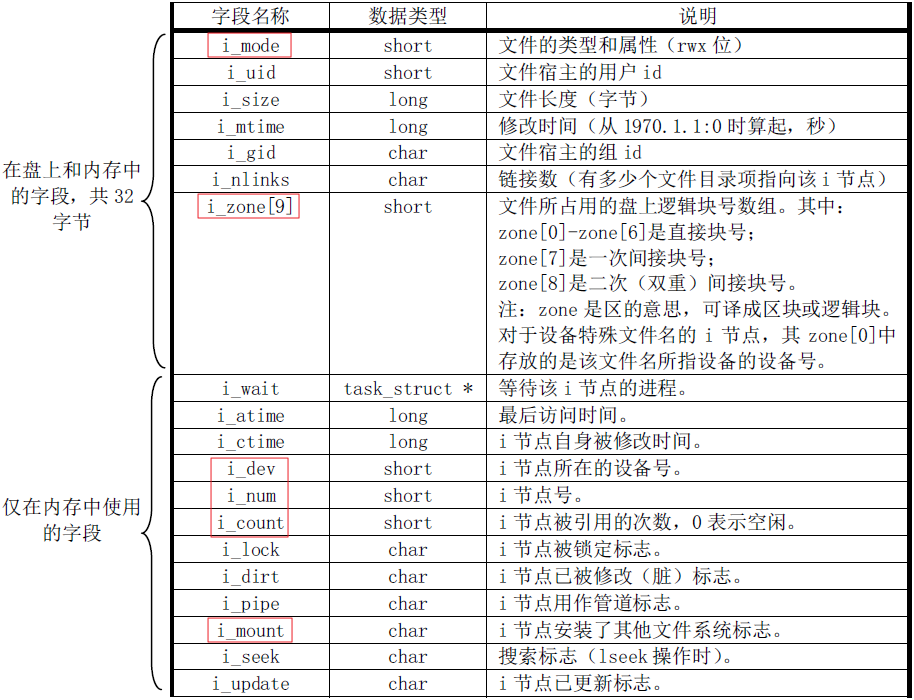 字段名称 数据类型 说明
i_mode short 文件的类型和属性（rwx 位）
i_uid short 文件宿主的用户 id
i_size long 文件长度（字节）
i_mtime long 修改时间（从 1970.1.1:0 时算起，秒）
i_gid char 文件宿主的组 id
i_nlinks char 链接数（有多少个文件目录项指向该 i 节点）
i_zone[9] short 文件所占用的盘上逻辑块号数组。其中：
zone[0]-zone[6]是直接块号；
zone[7]是一次间接块号；
zone[8]是二次（双重）间接块号。
注：zone 是区的意思，可译成区块或逻辑块。
对于设备特殊文件名的 i 节点，其 zone[0]中
存放的是该文件名所指设备的设备号。
在盘上和内存中
的字段，共 32
字节
i_wait task_struct * 等待该 i 节点的进程。
i_atime long 最后访问时间。
i_ctime long i 节点自身被修改时间。
i_dev short i 节点所在的设备号。
i_num short i 节点号。
i_count short i 节点被引用的次数，0 表示空闲。
i_lock char i 节点被锁定标志。
i_dirt char i 节点已被修改（脏）标志。
i_pipe char i 节点用作管道标志。
i_mount char i 节点安装了其他文件系统标志。
i_seek char 搜索标志（lseek 操作时）。
i_update char i 节点已更新标志。
仅在内存中使用
的字段